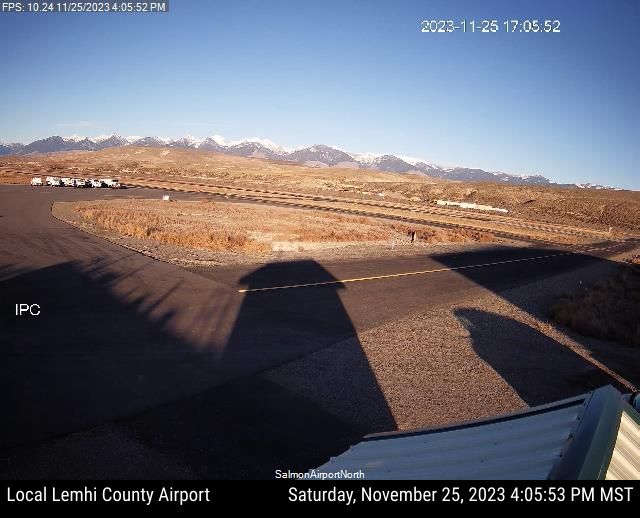 FPS: 10.24 11/25/2023 4:05:52 PM
2023-11-25 17:05:52
IPC
SalmonAirportNorth
Local Lemhi County Airport
Saturday, November 25, 2023 4:05:53 PM MST